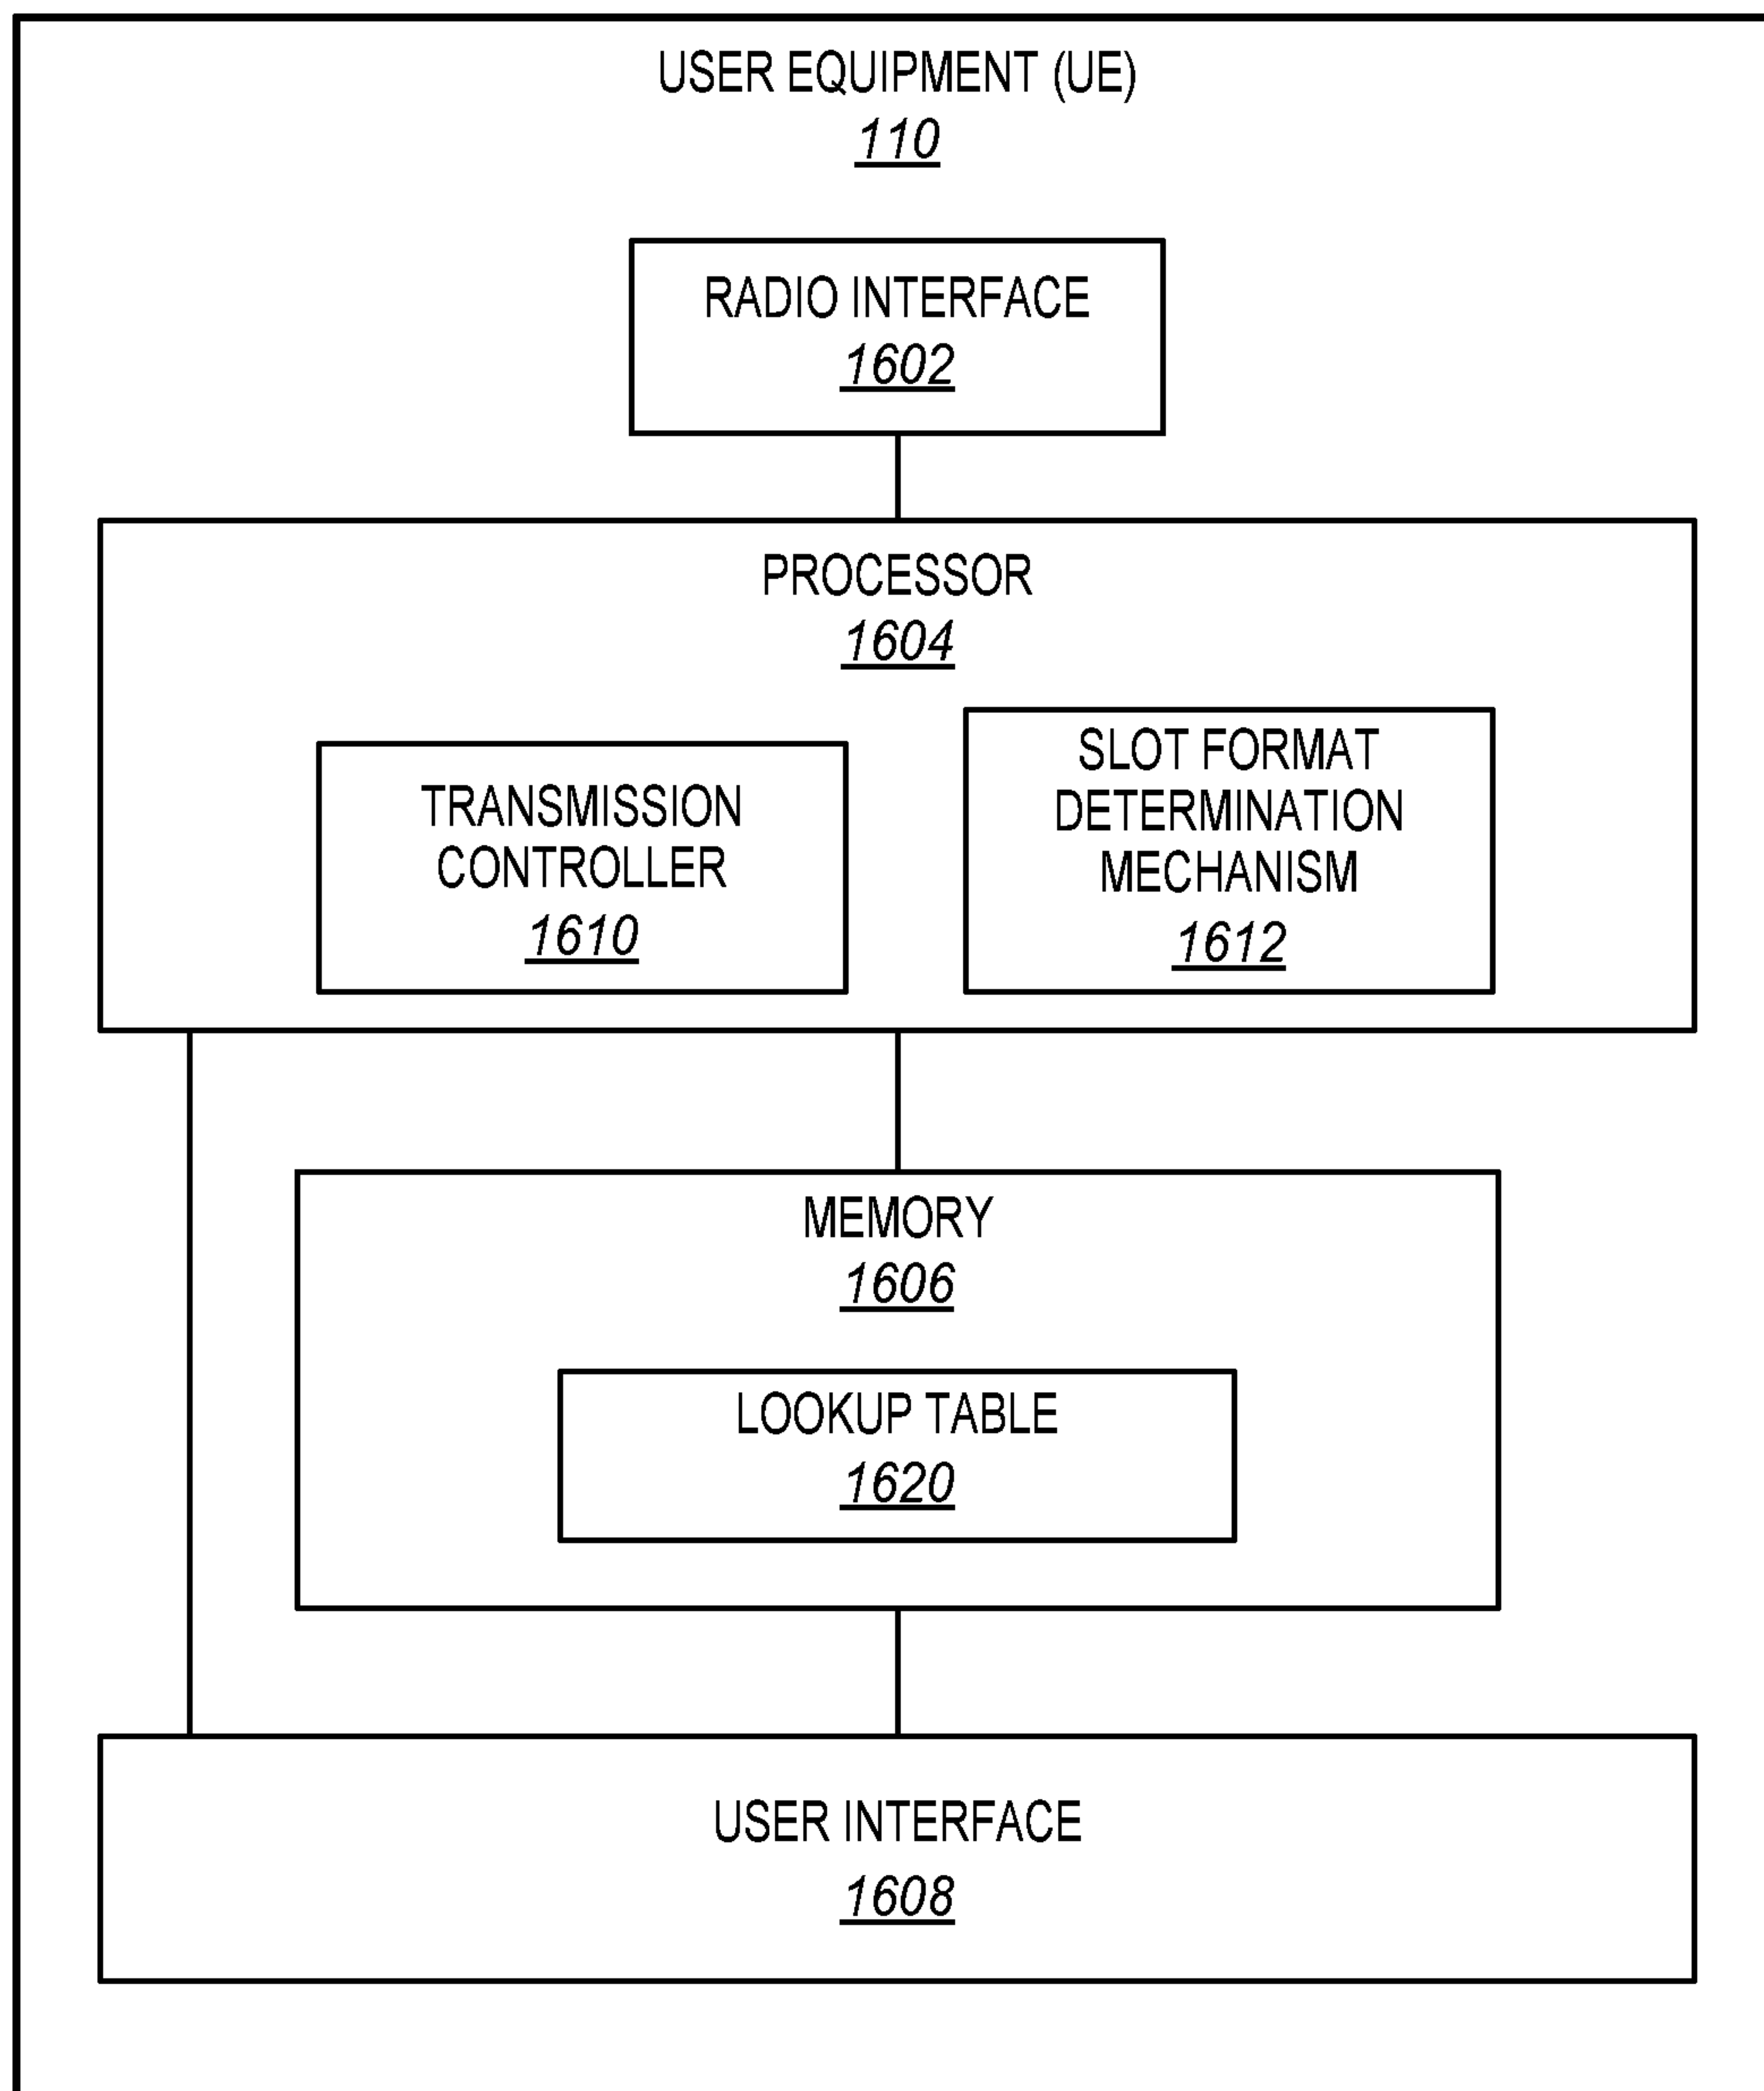 USER EQUIPMENT (UE)
110
RADIO INTERFACE
1602
PROCESSOR
1604
TRANSMISSION
CONTROLLER
1610
SLOT FORMAT
DETERMINATION
MECHANISM
1612
MEMORY
1606
LOOKUP TABLE
1620
USER INTERFACE
1608